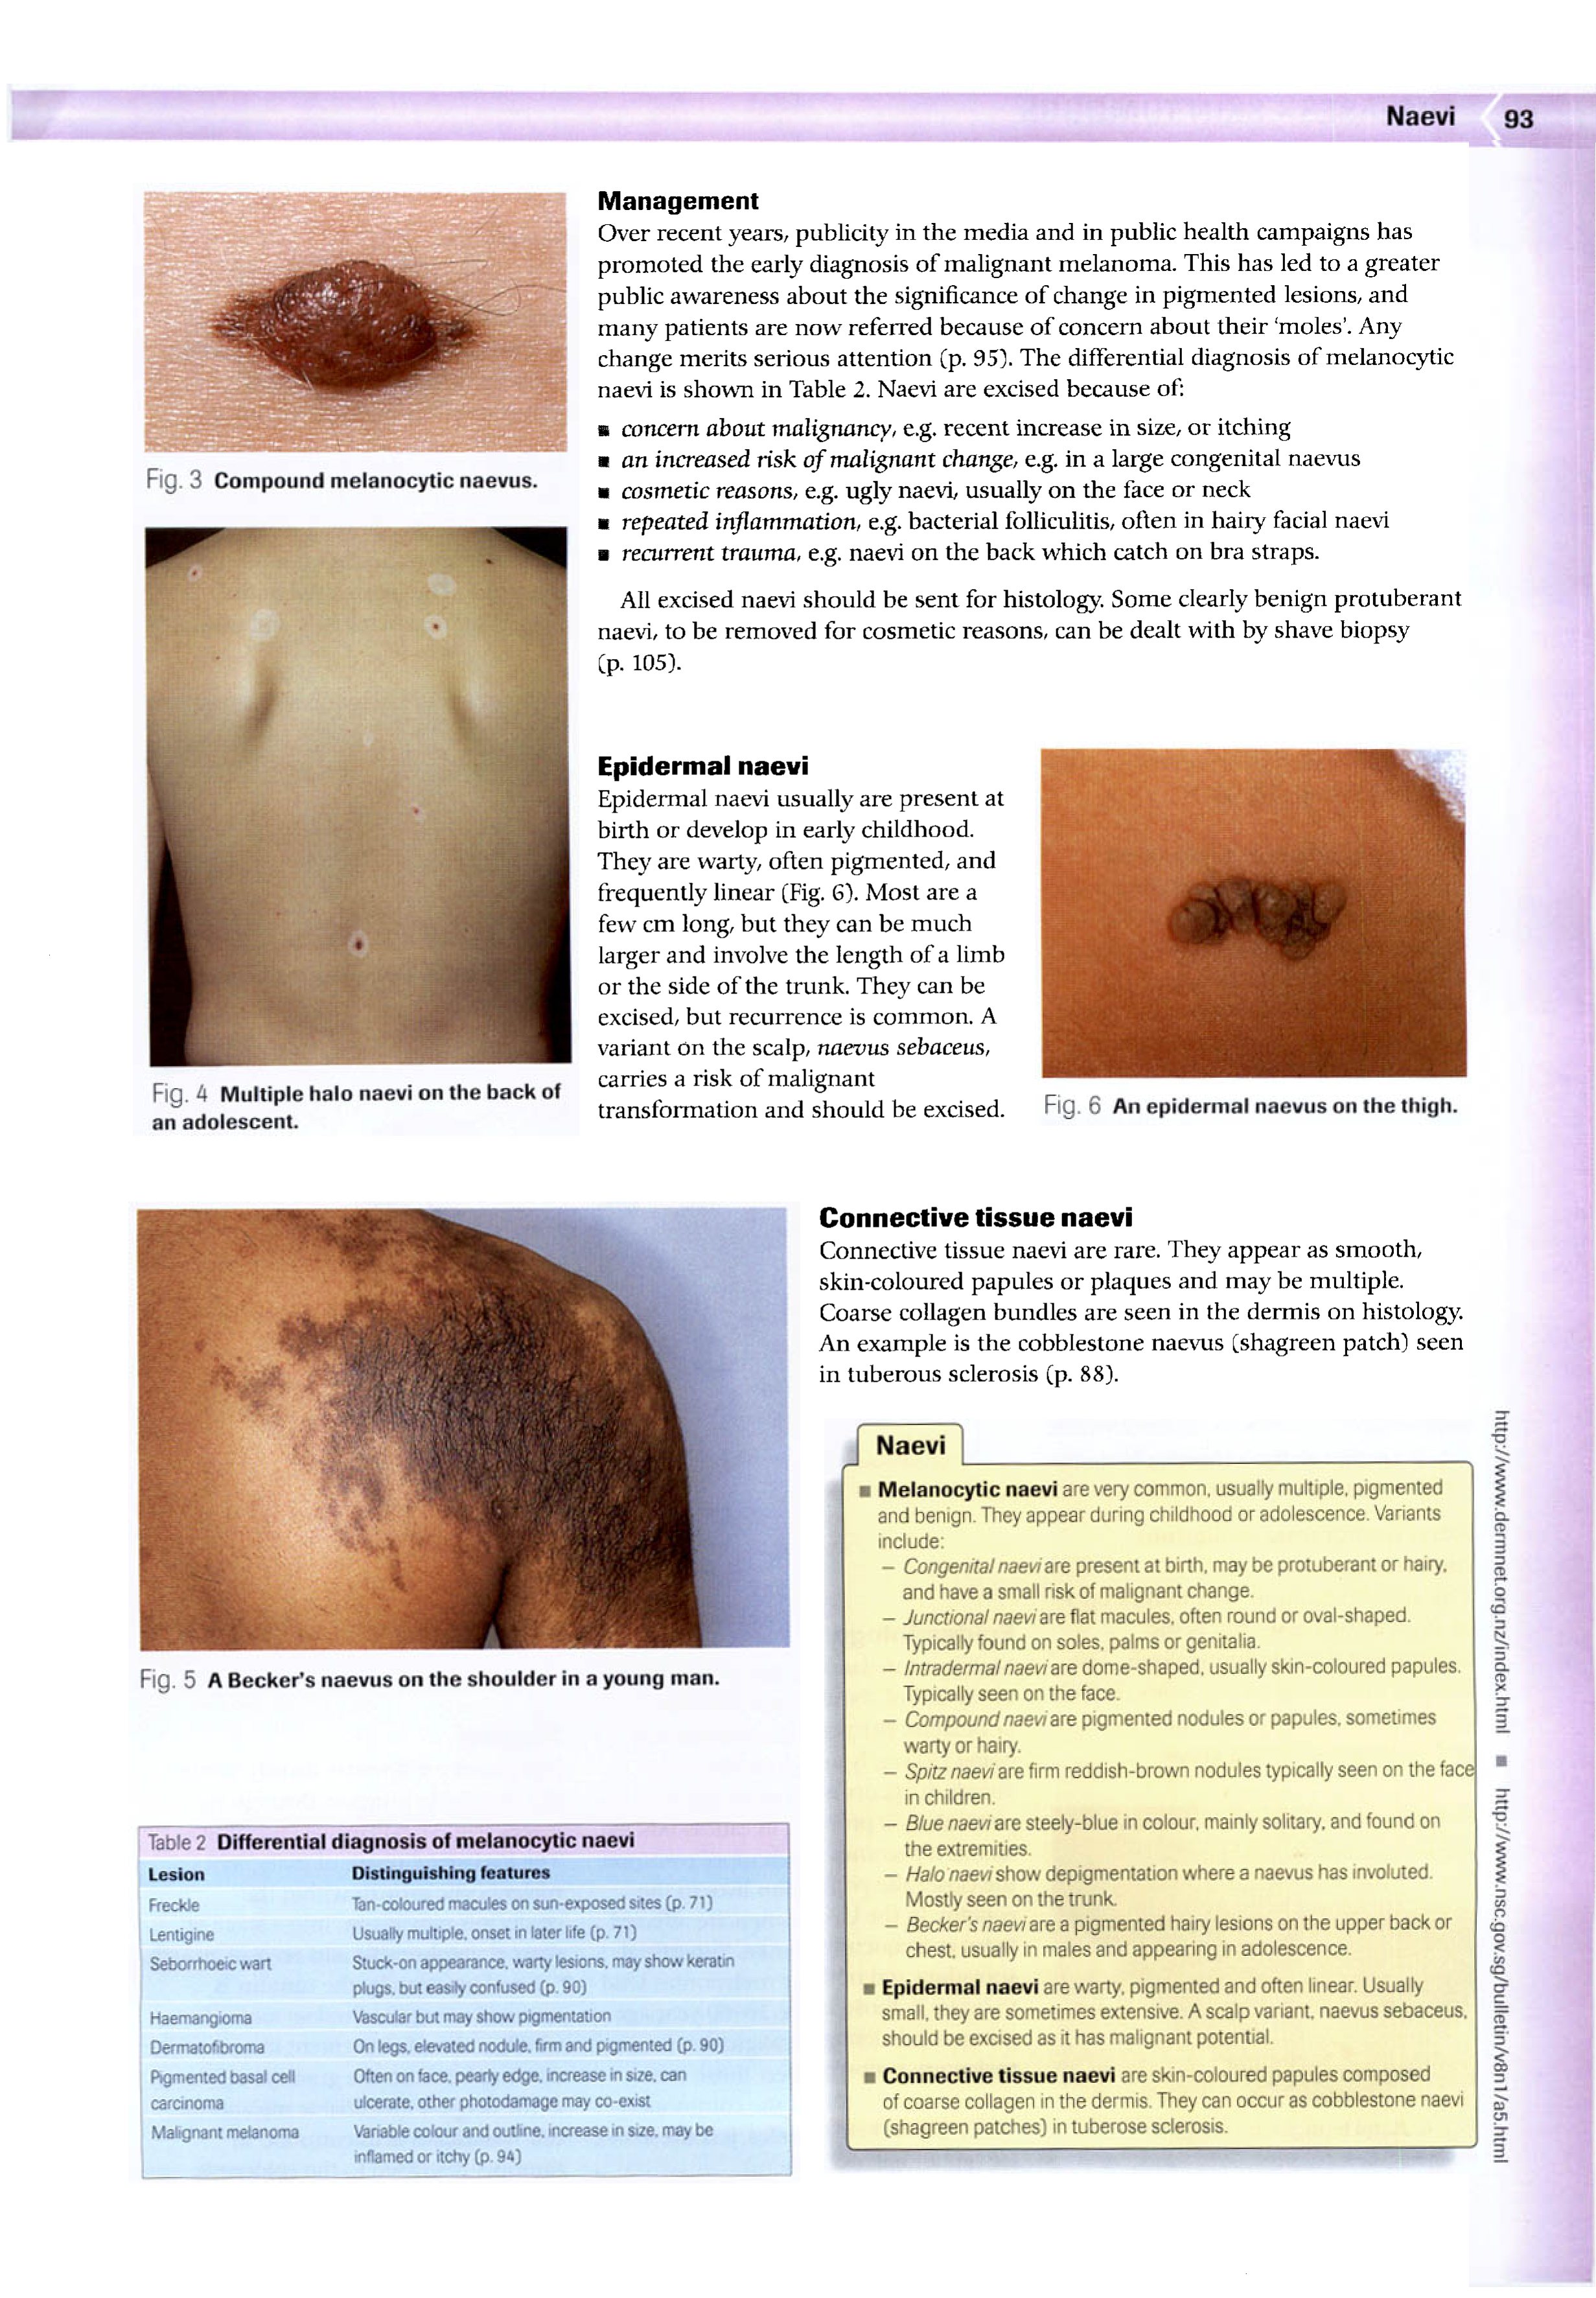 Naevi 93
Fig. 3 Compound melanocytic naevus.
Fig. 4 Multiple halo naevi on the back of
an adolescent.
Management
Over recent years, publicity in the media and in public health campaigns has
promoted the early diagnosis of malignant melanoma. This has led to a greater
public awareness about the significance of change in pigmented lesions, and
many patients are now referred because of concern about their ‘moles’. Any
change merits serious attention (p. 95). The differential diagnosis of melanocytic
naevi is shown in Table 2. Naevi are excised because of:
■ concern about malignancy, e.g. recent increase in size, or itching
■ an increased risk of malignant change, e.g. in a large congenital naevus
■ cosmetic reasons, e.g. ugly naevi, usually on the face or neck
■ repeated inflammation, e.g. bacterial folliculitis, often in hairy facial naevi
■ recurrent trauma, e.g. naevi on the back which catch on bra straps.
All excised naevi should be sent for histology. Some clearly benign protuberant
naevi, to be removed for cosmetic reasons, can be dealt with by shave biopsy
(p. 105).
Epidermal naevi
Epidermal naevi usually are present at
birth or develop in early childhood.
They are warty, often pigmented, and
frequently linear (Fig. 6). Most are a
few cm long, but they can be much
larger and involve the length of a limb
or the side of the trunk. They can be
excised, but recurrence is common. A
variant on the scalp, naevus sebaceus,
carries a risk of malignant
transformation and should be excised.
Fig. 6 An epidermal naevus on the thigh.
Fig. 5 A Becker's naevus on the shoulder in a young man.
Connective tissue naevi
Connective tissue naevi are rare. They appear as smooth,
skin-coloured papules or plaques and may be multiple.
Coarse collagen bundles are seen in the dermis on histology.
An example is the cobblestone naevus (shagreen patch) seen
in tuberous sclerosis (p. 88).
Table 2 Differential diagnosis of melanocytic naevi
Lesion Distinguishing features
Freckle Tan-coloured macules on sun-exposed sites (p. 71)
Lentigine Usually multiple, onset in later life (p. 71)
Seborrhoeic wart Stuck-on appearance, warty lesions, may show keratin
plugs, but easily confused (p. 90)
Haemangioma Vascular but may show pigmentation
Dermatofibroma On legs, elevated nodule, firm and pigmented (p. 90)
Pigmented basal cell Often on face, pearly edge, increase in size, can
carcinoma ulcerate, other photodamage may co-exist
Malignant melanoma Variable colour and outline, increase in size, may be
inflamed or itchy (p. 94)
Naevi
■ Melanocytic naevi are very common, usually multiple, pigmented
and benign. They appear during childhood or adolescence. Variants
include:
– Congenital naevi are present at birth, may be protuberant or hairy,
and have a small risk of malignant change.
– Junctional naevi are flat macules, often round or oval-shaped.
Typically found on soles, palms or genitalia.
– Intradermal naevi are dome-shaped, usually skin-coloured papules.
Typically seen on the face.
– Compound naevi are pigmented nodules or papules, sometimes
warty or hairy.
– Spitz naevi are firm reddish-brown nodules typically seen on the face
in children.
– Blue naevi are steely-blue in colour, mainly solitary, and found on
the extremities.
– Halo naevi show depigmentation where a naevus has involuted.
Mostly seen on the trunk.
– Becker's naevi are a pigmented hairy lesions on the upper back or
chest, usually in males and appearing in adolescence.
■ Epidermal naevi are warty, pigmented and often linear. Usually
small, they are sometimes extensive. A scalp variant, naevus sebaceus,
should be excised as it has malignant potential.
■ Connective tissue naevi are skin-coloured papules composed
of coarse collagen in the dermis. They can occur as cobblestone naevi
(shagreen patches) in tuberose sclerosis.
http://www.dermnet.org.nz/index.html ■ http://www.nsc.gov.sg/bulletin/v8n1/a5.html